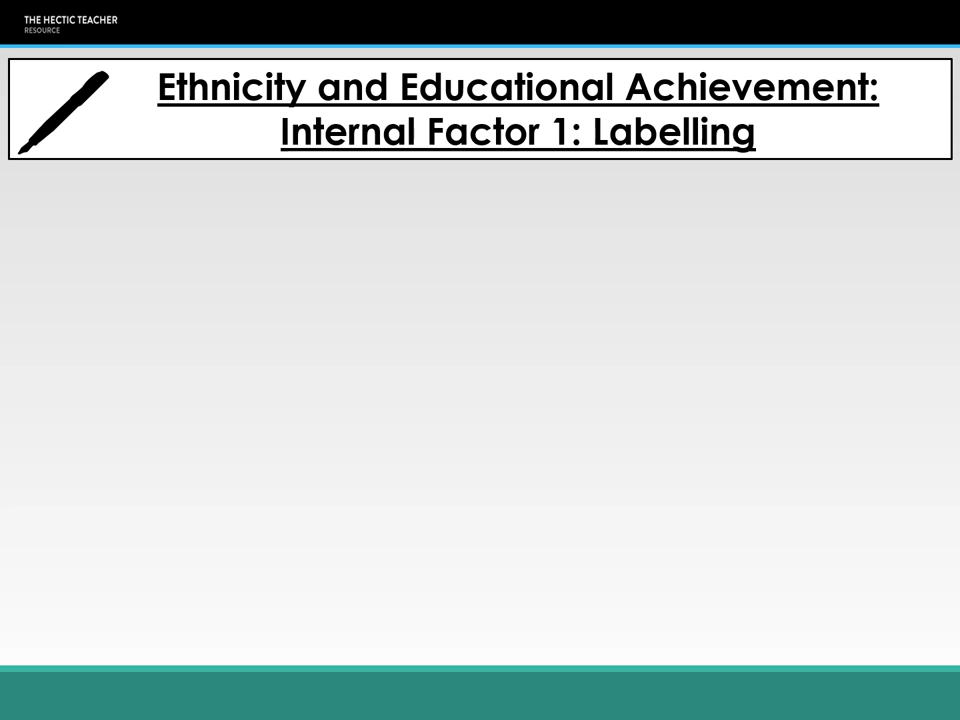 THE HECTIC TEACHER
RESOURCE
Ethnicity and Educational Achievement:
Internal Factor 1: Labelling